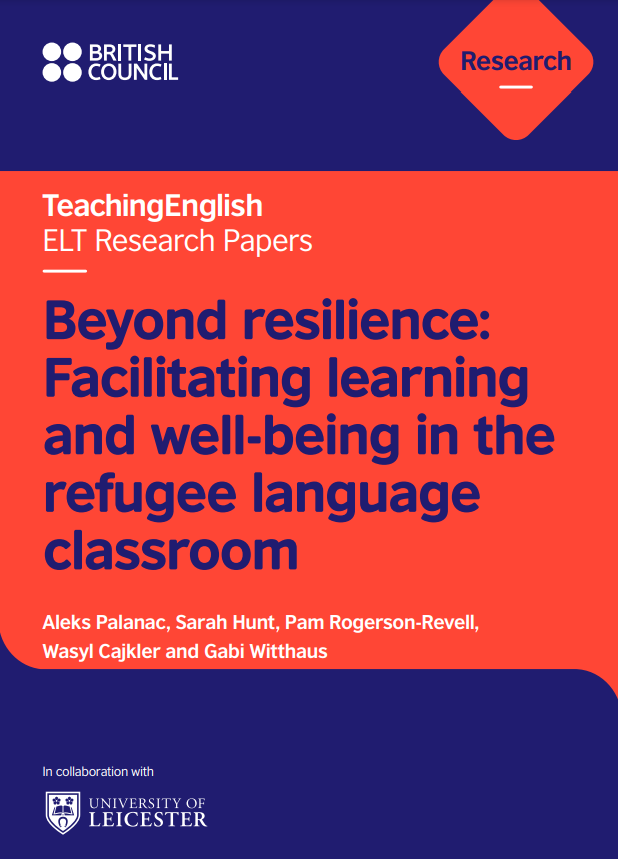 BRITISH
COUNCIL
Research
TeachingEnglish
ELT Research Papers
Beyond resilience:
Facilitating learning
and well-being in the
refugee language
classroom
Aleks Palanac, Sarah Hunt, Pam Rogerson-Revell,
Wasyl Cajkler and Gabi Witthaus
In collaboration with
UNIVERSITY OF
LEICESTER